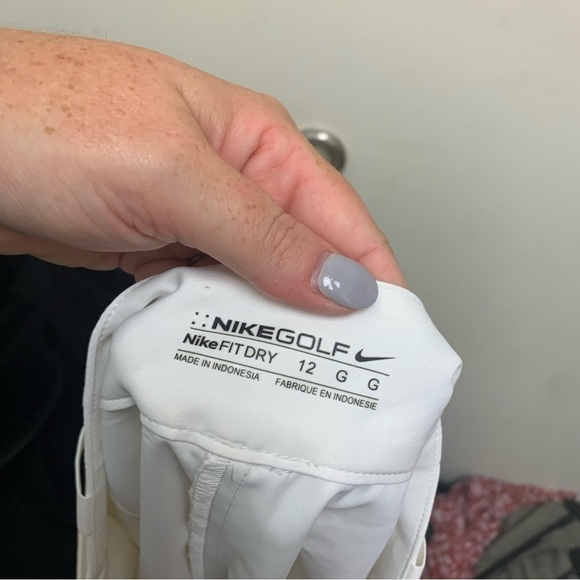 NIKEGOLF
NikeFITDRY 12 G G
MADE IN INDONESIA FABRIQUE EN INDONESIE